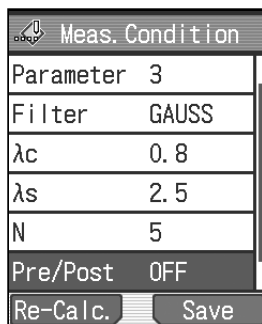 Meas. Condition
Parameter 3
Filter GAUSS
λc 0.8
λs 2.5
N 5
Pre/Post OFF
Re-Calc. Save